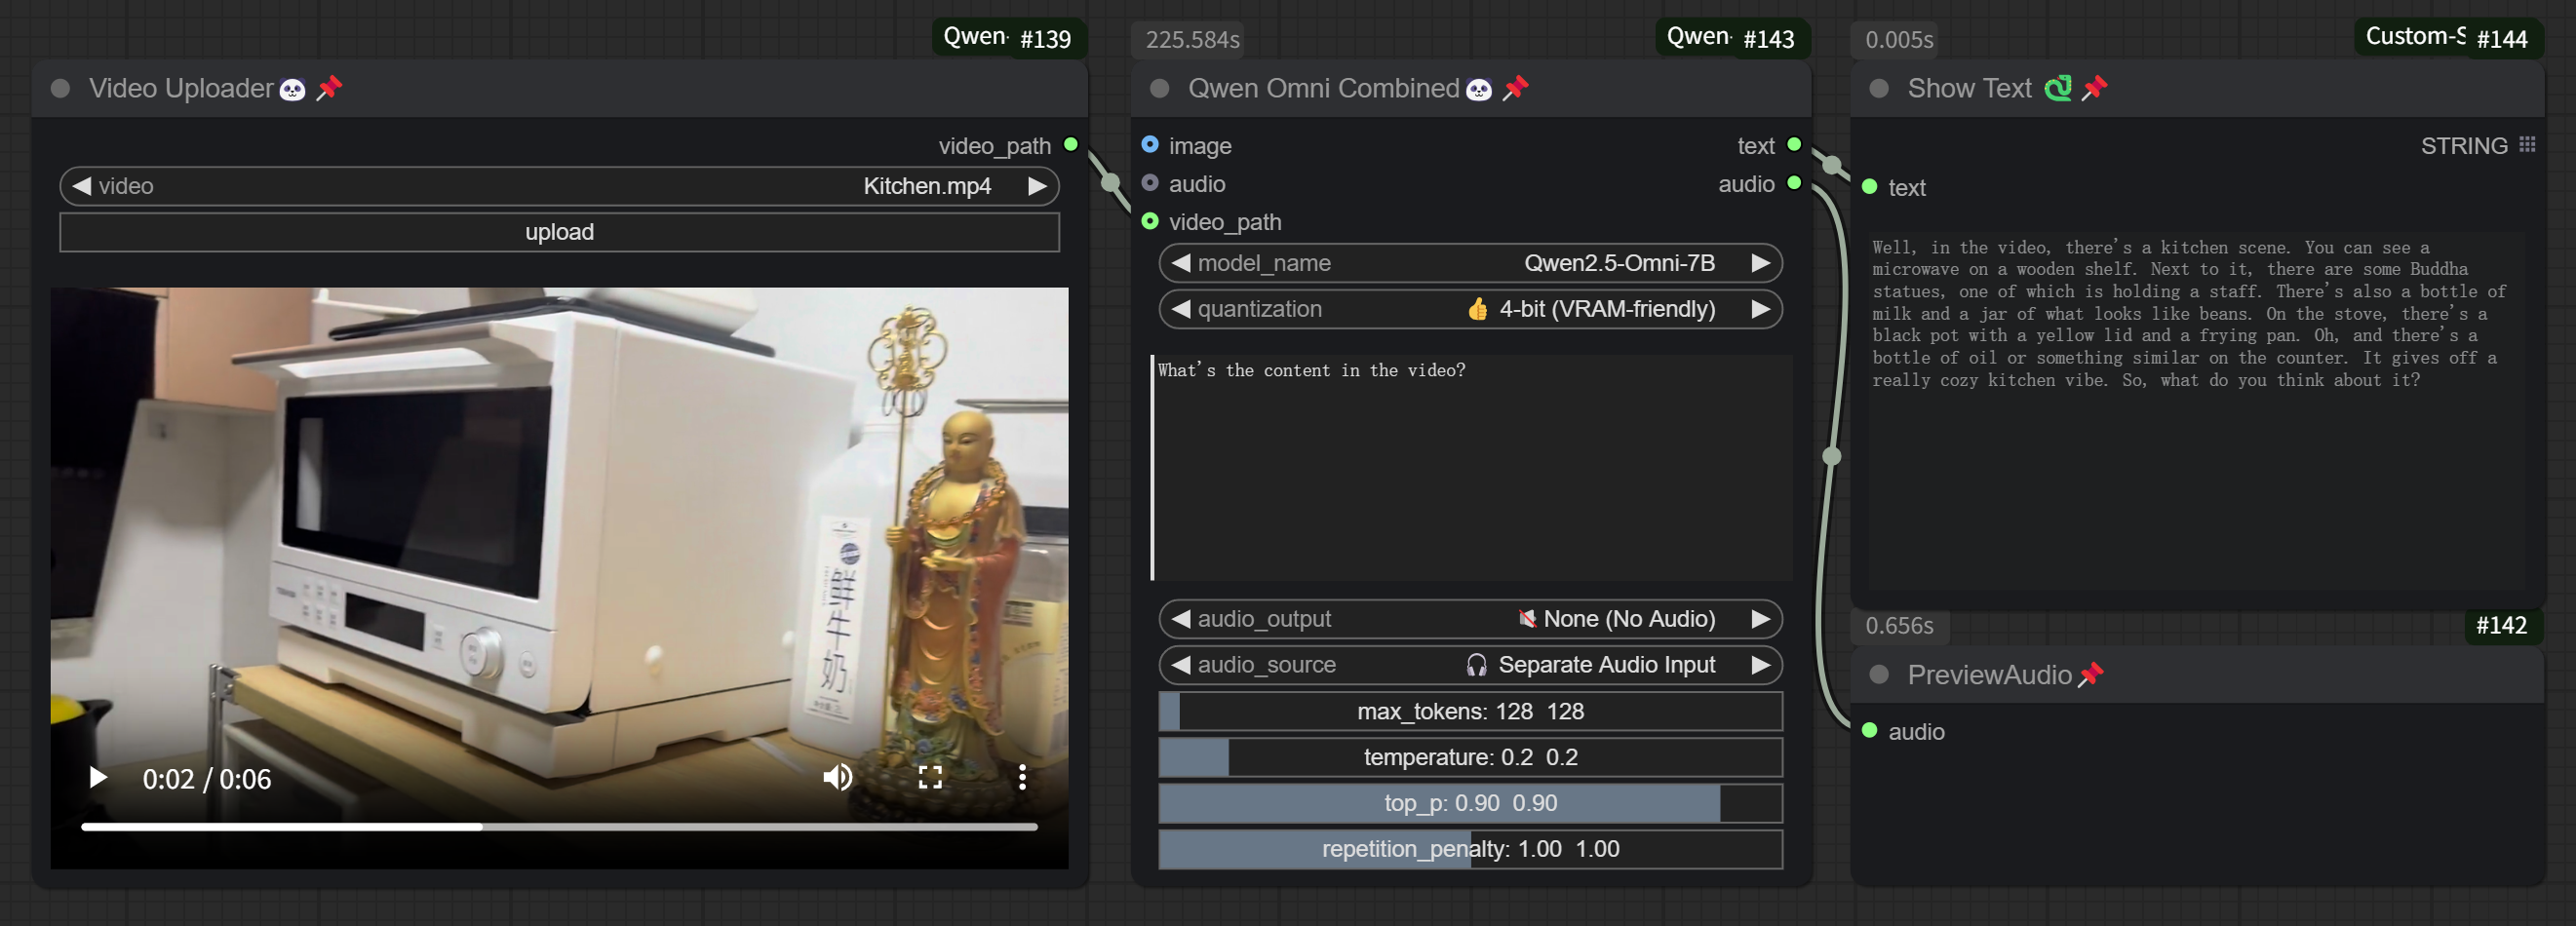 Qwen- #139
Video Uploader🐼 📌
video_path
video Kitchen.mp4
upload
鲜牛奶
0:02 / 0:06
225.584s Qwen- #143
Qwen Omni Combined🐼 📌
image text
audio audio
video_path
model_name Qwen2.5-Omni-7B
quantization 👍 4-bit (VRAM-friendly)
What's the content in the video?
audio_output 🔇 None (No Audio)
audio_source 🎧 Separate Audio Input
max_tokens: 128 128
temperature: 0.2 0.2
top_p: 0.90 0.90
repetition_penalty: 1.00 1.00
0.005s Custom-S #144
Show Text 🐍 📌
STRING
text
Well, in the video, there's a kitchen scene. You can see a
microwave on a wooden shelf. Next to it, there are some Buddha
statues, one of which is holding a staff. There's also a bottle of
milk and a jar of what looks like beans. On the stove, there's a
black pot with a yellow lid and a frying pan. Oh, and there's a
bottle of oil or something similar on the counter. It gives off a
really cozy kitchen vibe. So, what do you think about it?
0.656s #142
PreviewAudio📌
audio